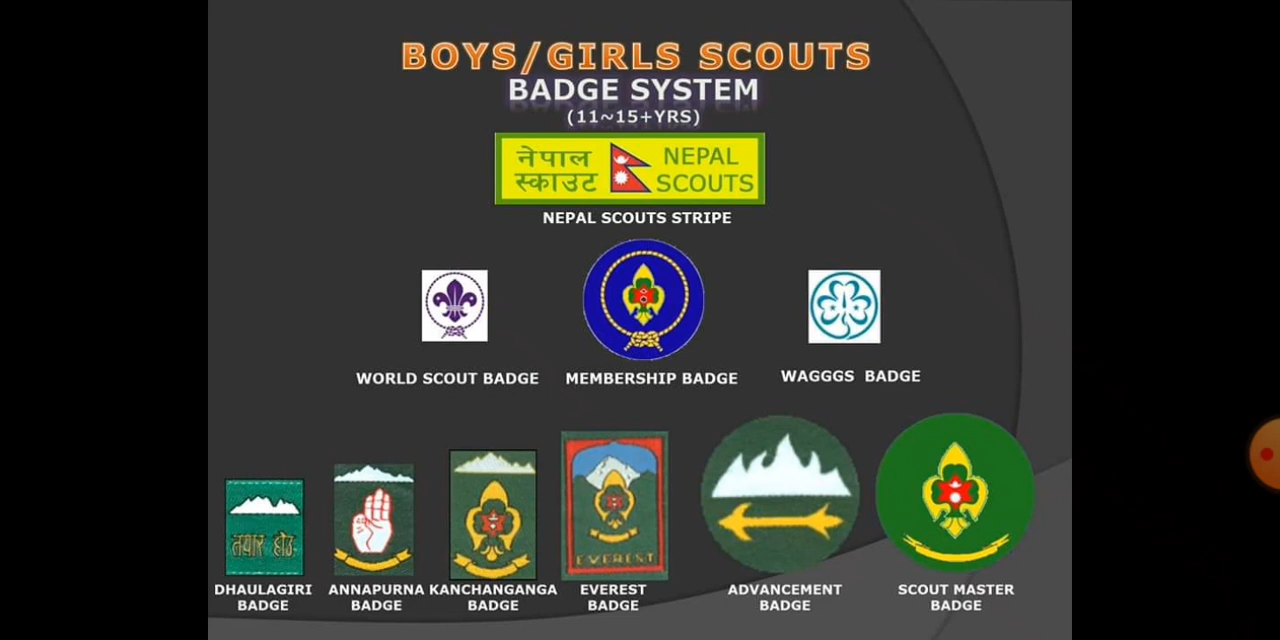 BOYS/GIRLS SCOUTS
BADGE SYSTEM
(11~15+YRS)
नेपाल NEPAL
स्काउट SCOUTS
NEPAL SCOUTS STRIPE
WORLD SCOUT BADGE MEMBERSHIP BADGE WAGGGS BADGE
तयार होउ
EVEREST
DHAULAGIRI ANNAPURNA KANCHANGANGA EVEREST ADVANCEMENT SCOUT MASTER
BADGE BADGE BADGE BADGE BADGE BADGE